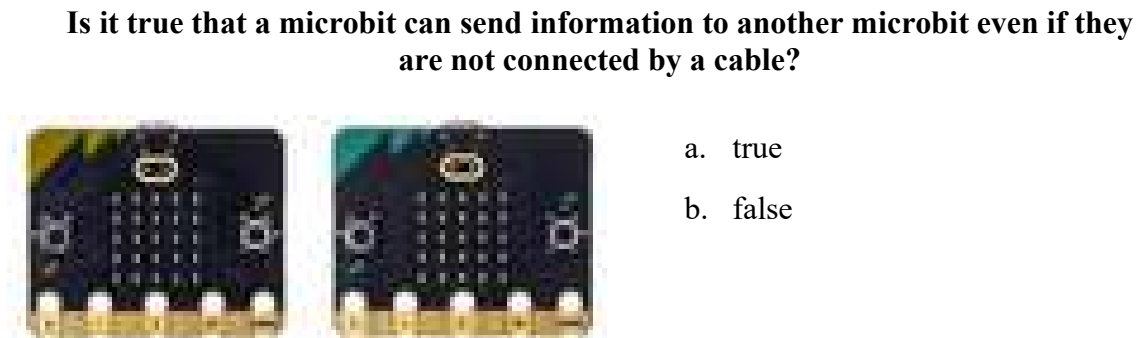 Is it true that a microbit can send information to another microbit even if they
are not connected by a cable?
a. true
b. false